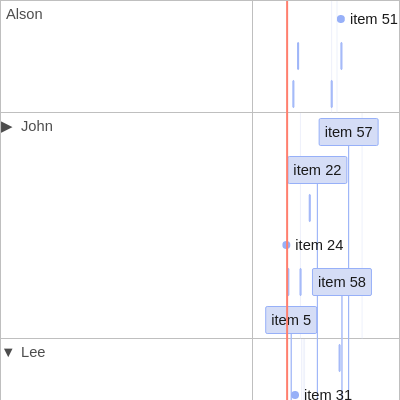 Alson
item 51
▶ John
item 57
item 22
item 24
item 58
item 5
▼ Lee
item 31